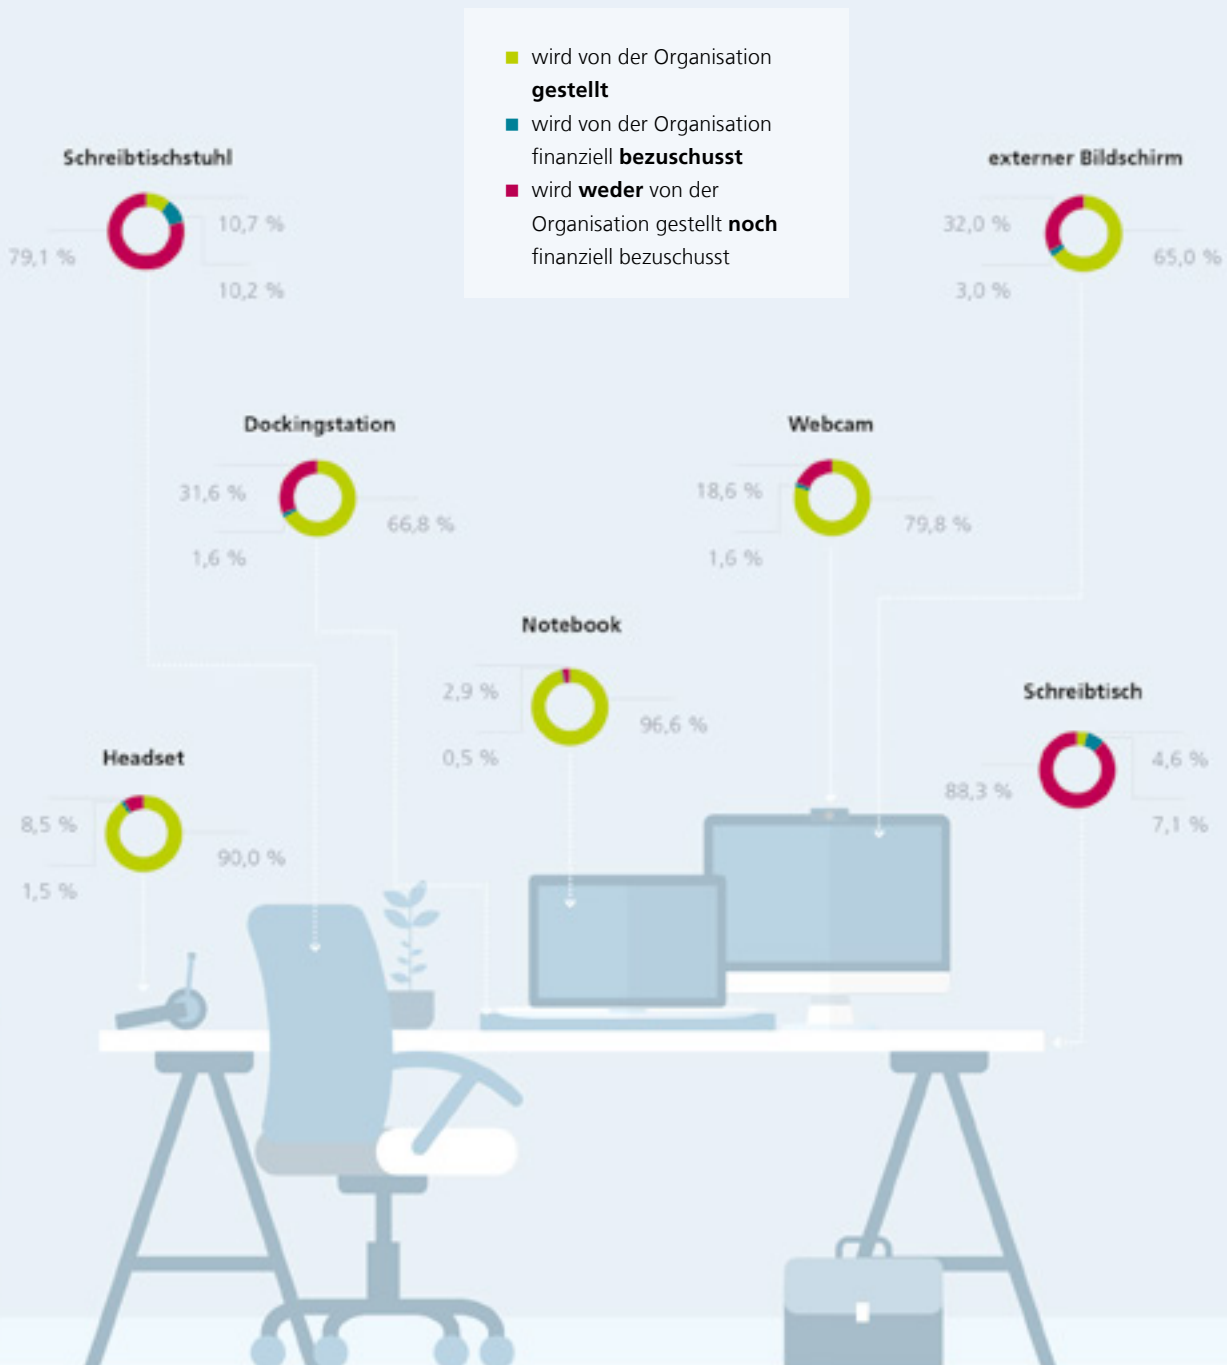 wird von der Organisation
gestellt
wird von der Organisation
finanziell bezuschusst
wird weder von der
Organisation gestellt noch
finanziell bezuschusst
Schreibtischstuhl
10,7 %
79,1 %
10,2 %
externer Bildschirm
32,0 %
65,0 %
3,0 %
Dockingstation
31,6 %
66,8 %
1,6 %
Webcam
18,6 %
79,8 %
1,6 %
Notebook
2,9 %
96,6 %
0,5 %
Schreibtisch
4,6 %
88,3 %
7,1 %
Headset
8,5 %
90,0 %
1,5 %